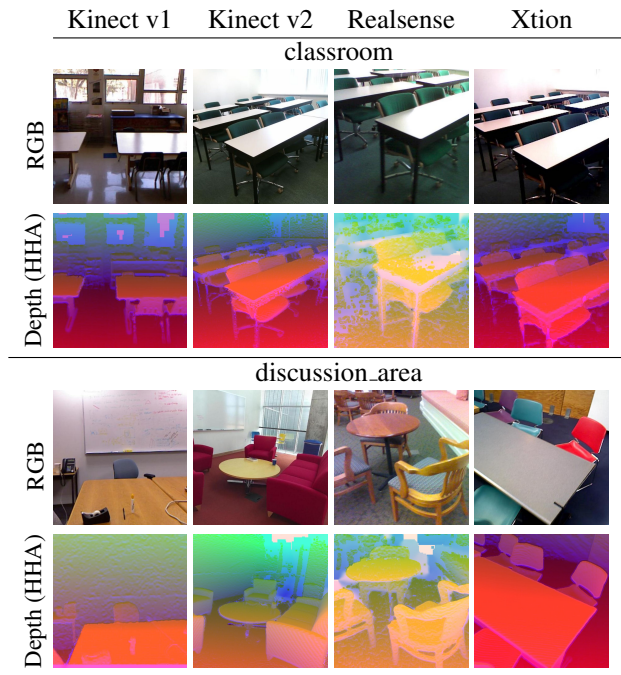 Kinect v1 Kinect v2 Realsense Xtion
classroom
RGB
Depth (HHA)
discussion_area
RGB
Depth (HHA)